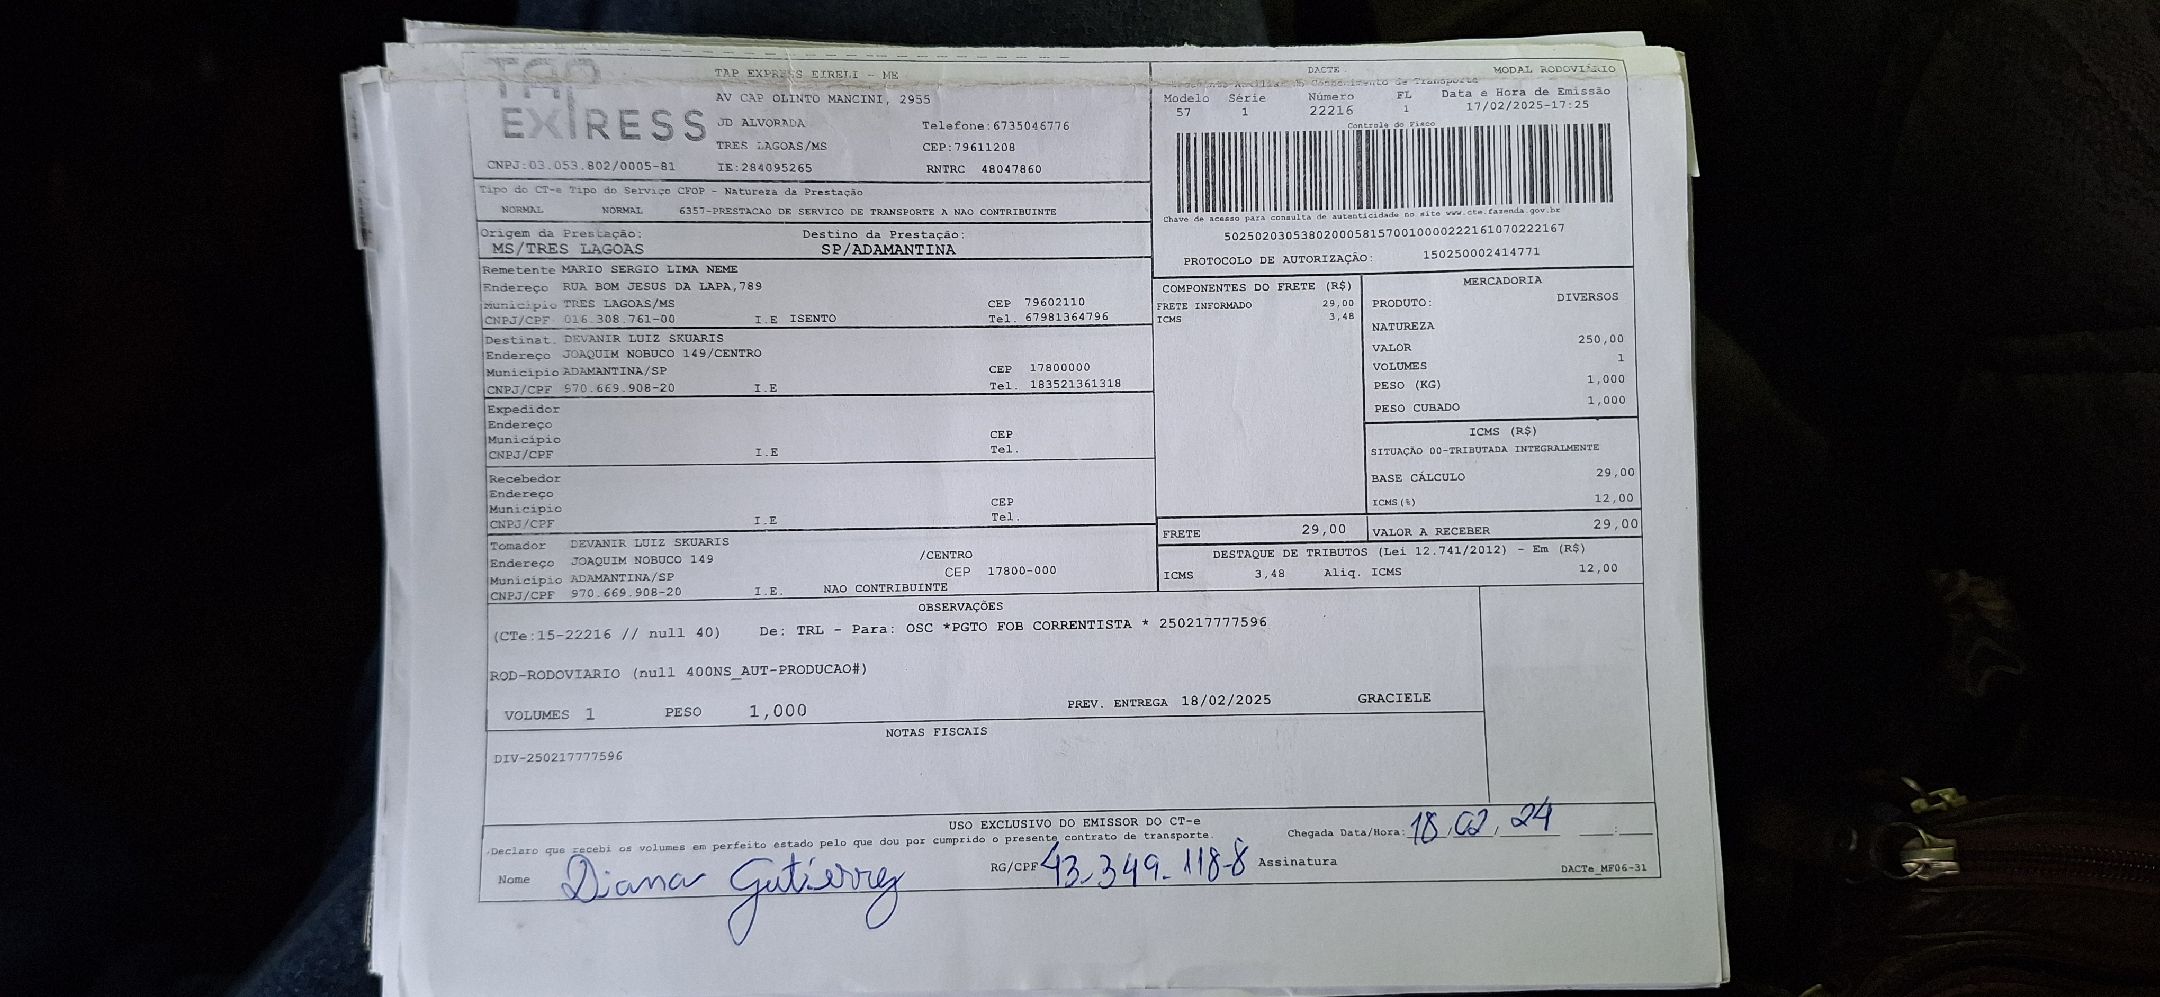 TAP EXPRESS
TAP EXPRESS EIRELI - ME
AV CAP OLINTO MANCINI, 2955
JD ALVORADA Telefone:6735046776
TRES LAGOAS/MS CEP:79611208
CNPJ:03.053.802/0005-81 IE:284095265 RNTRC 48047860
DACTE MODAL RODOVIÁRIO
Modelo Série Número FL Data e Hora de Emissão
57 1 22216 1 17/02/2025-17:25
Controle do Fisco
Chave de acesso para consulta de autenticidade no site www.cte.fazenda.gov.br
50250203053802000581570010000222161070222167
PROTOCOLO DE AUTORIZAÇÃO: 150250002414771
Tipo do CT-e Tipo do Serviço CFOP - Natureza da Prestação
NORMAL NORMAL 6357-PRESTACAO DE SERVICO DE TRANSPORTE A NAO CONTRIBUINTE
Origem da Prestação: Destino da Prestação:
MS/TRES LAGOAS SP/ADAMANTINA
Remetente MARIO SERGIO LIMA NEME
Endereço RUA BOM JESUS DA LAPA,789
Município TRES LAGOAS/MS CEP 79602110
CNPJ/CPF 016.308.761-00 I.E ISENTO Tel. 67981364796
Destinat. DEVANIR LUIZ SKUARIS
Endereço JOAQUIM NOBUCO 149/CENTRO
Município ADAMANTINA/SP CEP 17800000
CNPJ/CPF 970.669.908-20 I.E Tel. 183521361318
Expedidor
Endereço
Município CEP
CNPJ/CPF I.E Tel.
Recebedor
Endereço
Município CEP
CNPJ/CPF I.E Tel.
Tomador DEVANIR LUIZ SKUARIS
Endereço JOAQUIM NOBUCO 149 /CENTRO
Município ADAMANTINA/SP CEP 17800-000
CNPJ/CPF 970.669.908-20 I.E. NAO CONTRIBUINTE
COMPONENTES DO FRETE (R$)
FRETE INFORMADO 29,00
ICMS 3,48
MERCADORIA
PRODUTO: DIVERSOS
NATUREZA
VALOR 250,00
VOLUMES 1
PESO (KG) 1,000
PESO CUBADO 1,000
ICMS (R$)
SITUAÇÃO 00-TRIBUTADA INTEGRALMENTE
BASE CÁLCULO 29,00
ICMS(%) 12,00
FRETE 29,00 VALOR A RECEBER 29,00
DESTAQUE DE TRIBUTOS (Lei 12.741/2012) - Em (R$)
ICMS 3,48 Aliq. ICMS 12,00
OBSERVAÇÕES
(CTe:15-22216 // null 40) De: TRL - Para: OSC *PGTO FOB CORRENTISTA * 250217777596
ROD-RODOVIARIO (null 400NS_AUT-PRODUCAO#)
VOLUMES 1 PESO 1,000 PREV. ENTREGA 18/02/2025 GRACIELE
NOTAS FISCAIS
DIV-250217777596
USO EXCLUSIVO DO EMISSOR DO CT-e
Declaro que recebi os volumes em perfeito estado pelo que dou por cumprido o presente contrato de transporte. Chegada Data/Hora: 18.02.24
Nome Diana Gutierrez RG/CPF 43.349.118-8 Assinatura
DACTe_MF06-31